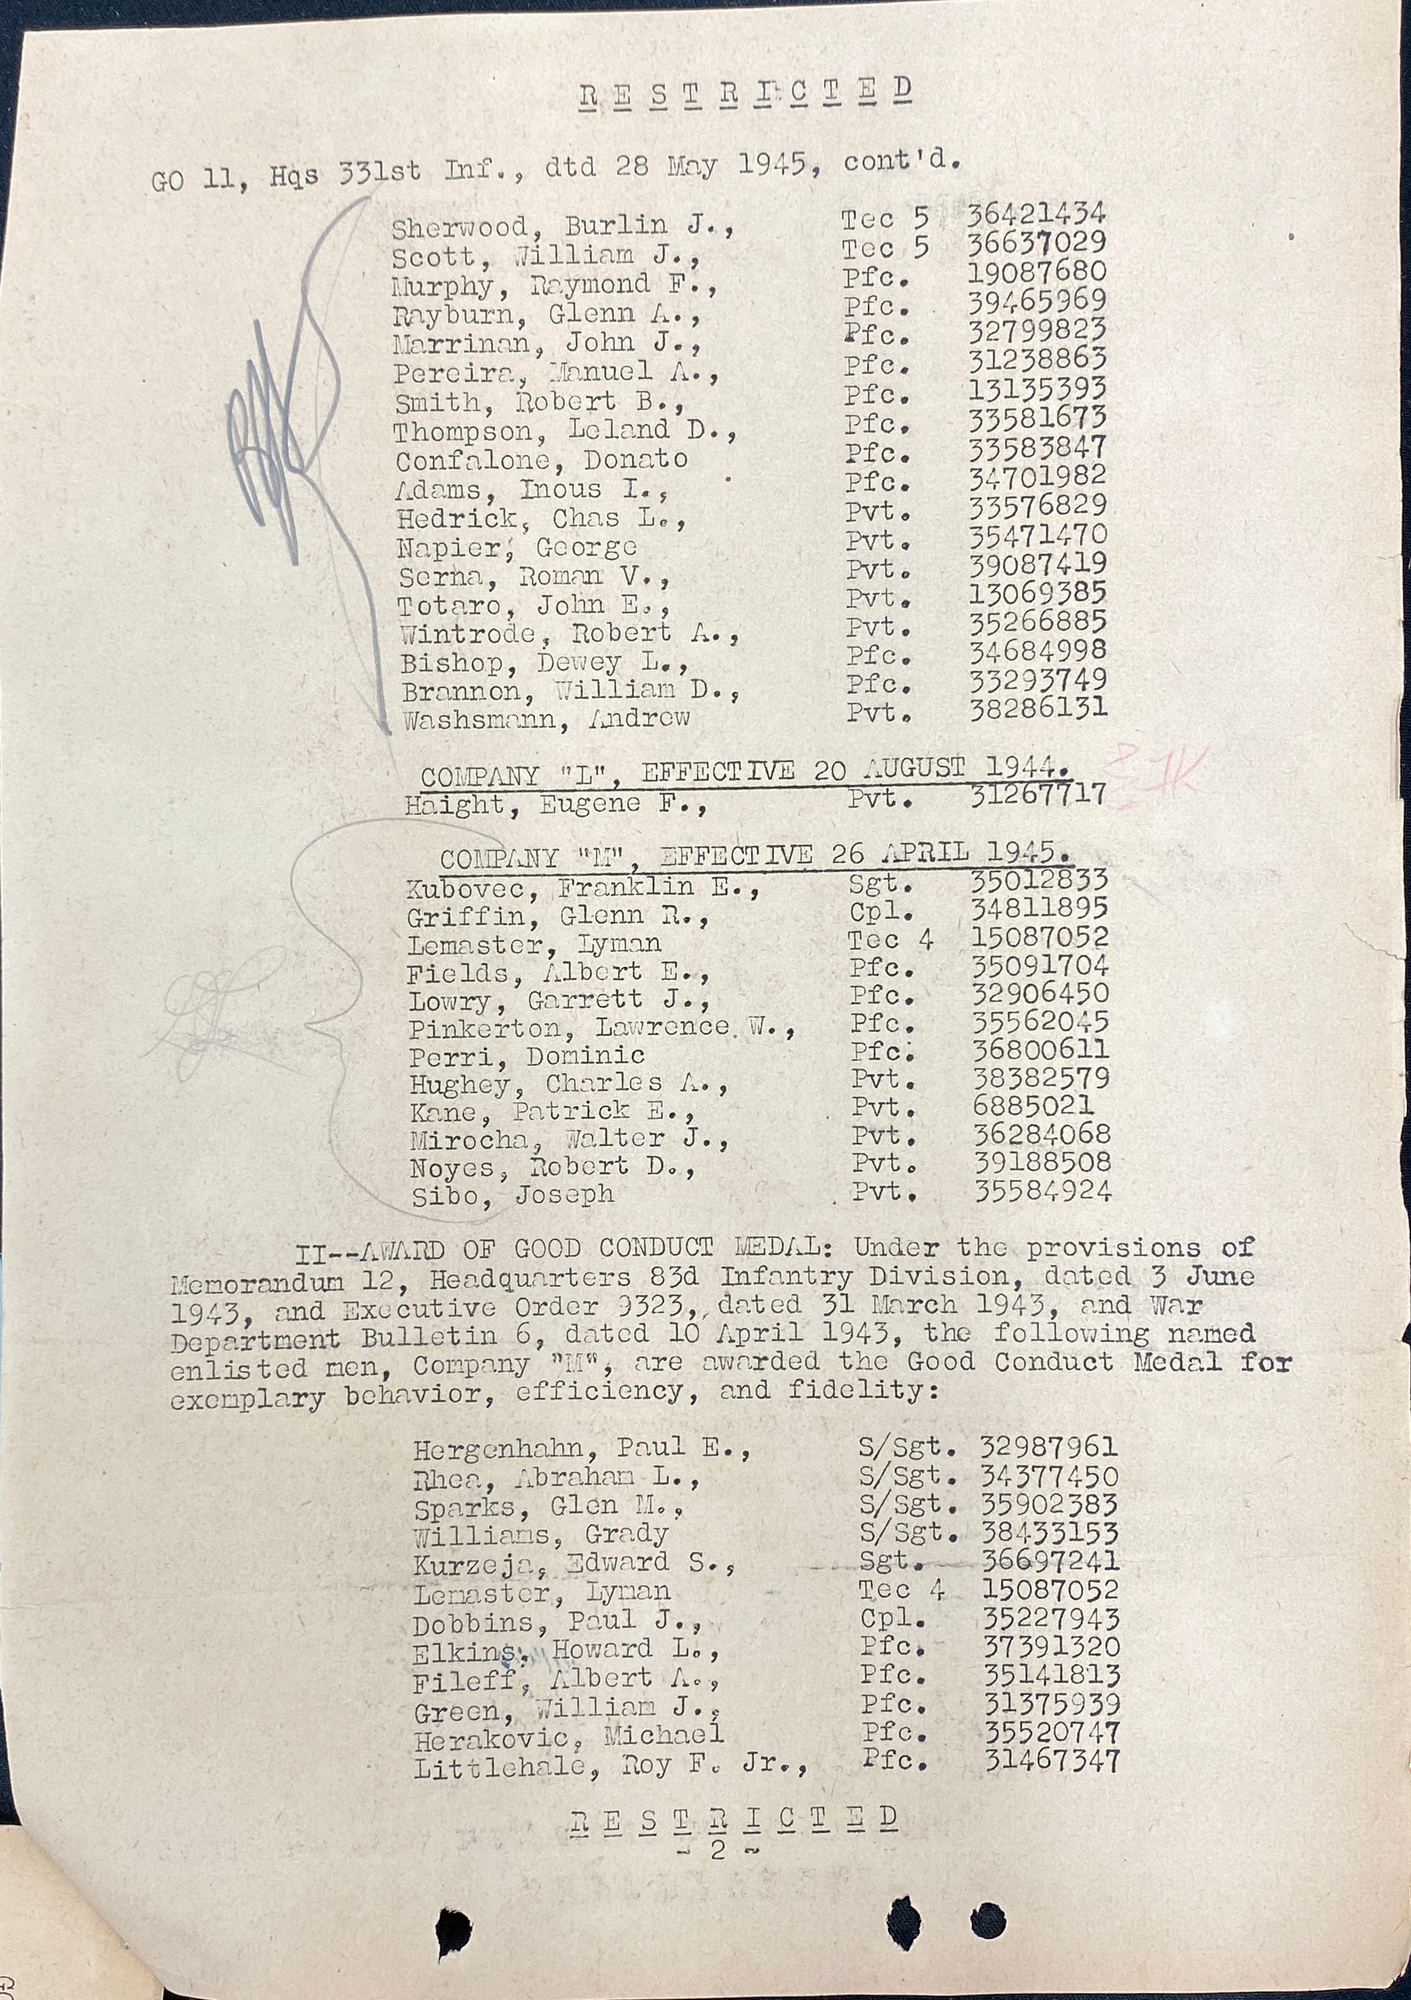 R E S T R I C T E D
GO 11, Hqs 331st Inf., dtd 28 May 1945, cont'd.
Sherwood, Burlin J., Tec 5 36421434
Scott, William J., Tec 5 36637029
Murphy, Raymond F., Pfc. 19087680
Rayburn, Glenn A., Pfc. 39465969
Marrinan, John J., Pfc. 32799823
Pereira, Manuel A., Pfc. 31238863
Smith, Robert B., Pfc. 13135393
Thompson, Leland D., Pfc. 33581673
Confalone, Donato Pfc. 33583847
Adams, Inous I., Pfc. 34701982
Hedrick, Chas L., Pvt. 33576829
Napier, George Pvt. 35471470
Serna, Roman V., Pvt. 39087419
Totaro, John E., Pvt. 13069385
Wintrode, Robert A., Pvt. 35266885
Bishop, Dewey L., Pfc. 34684998
Brannon, William D., Pfc. 33293749
Washsmann, Andrew Pvt. 38286131
COMPANY "L", EFFECTIVE 20 AUGUST 1944.
Haight, Eugene F., Pvt. 31267717
COMPANY "M", EFFECTIVE 26 APRIL 1945.
Kubovec, Franklin E., Sgt. 35012833
Griffin, Glenn R., Cpl. 34811895
Lemaster, Lyman Tec 4 15087052
Fields, Albert E., Pfc. 35091704
Lowry, Garrett J., Pfc. 32906450
Pinkerton, Lawrence W., Pfc. 35562045
Perri, Dominic Pfc. 36800611
Hughey, Charles A., Pvt. 38382579
Kane, Patrick E., Pvt. 6885021
Mirocha, Walter J., Pvt. 36284068
Noyes, Robert D., Pvt. 39188508
Sibo, Joseph Pvt. 35584924
II--AWARD OF GOOD CONDUCT MEDAL: Under the provisions of
Memorandum 12, Headquarters 83d Infantry Division, dated 3 June
1943, and Executive Order 9323, dated 31 March 1943, and War
Department Bulletin 6, dated 10 April 1943, the following named
enlisted men, Company "M", are awarded the Good Conduct Medal for
exemplary behavior, efficiency, and fidelity:
Hergenhahn, Paul E., S/Sgt. 32987961
Rhea, Abraham L., S/Sgt. 34377450
Sparks, Glen M., S/Sgt. 35902383
Williams, Grady S/Sgt. 38433153
Kurzeja, Edward S., Sgt. 36697241
Lemaster, Lyman Tec 4 15087052
Dobbins, Paul J., Cpl. 35227943
Elkins, Howard L., Pfc. 37391320
Fileff, Albert A., Pfc. 35141813
Green, William J., Pfc. 31375939
Herakovic, Michael Pfc. 35520747
Littlehale, Roy F. Jr., Pfc. 31467347
R E S T R I C T E D
- 2 -